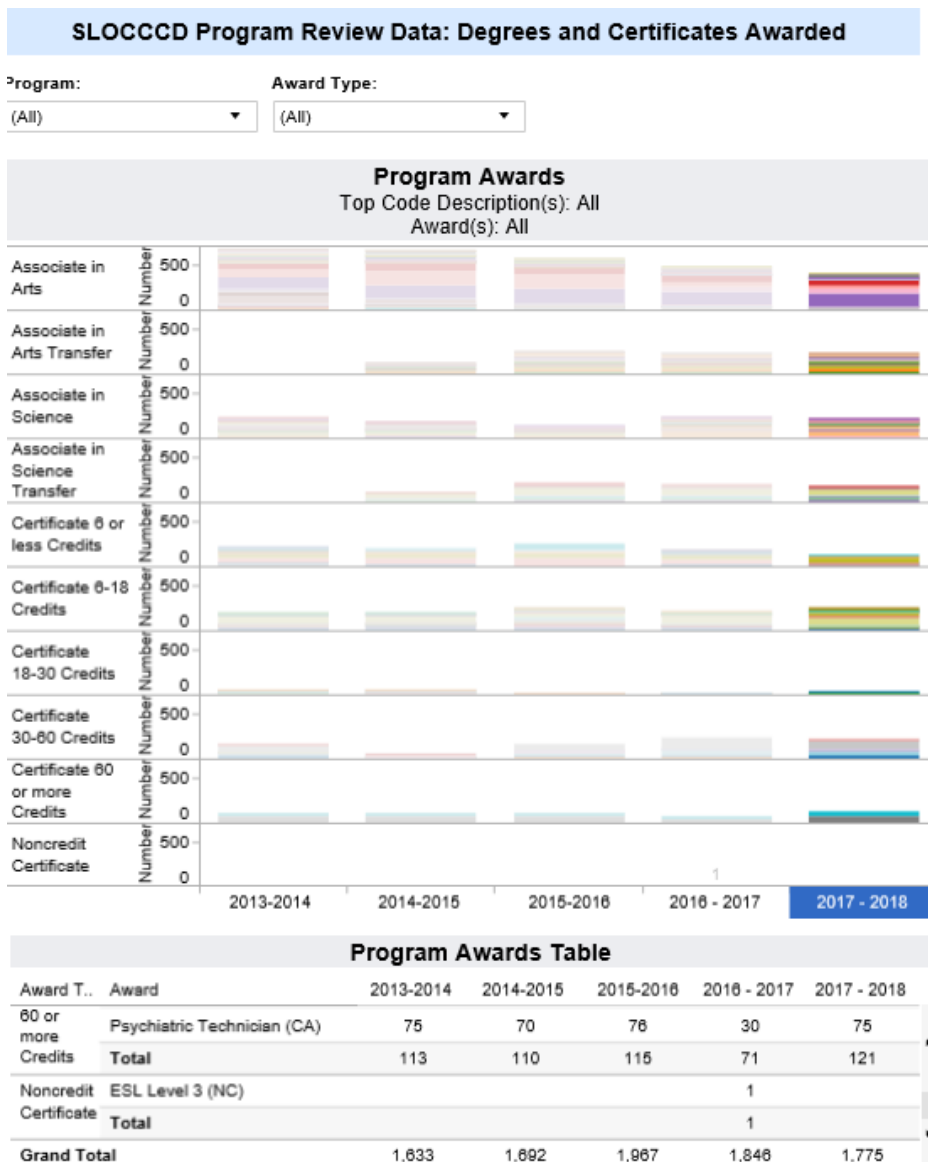 SLOCCCD Program Review Data: Degrees and Certificates Awarded
Program: Award Type:
(All) (All)
Program Awards
Top Code Description(s): All
Award(s): All
Associate in
Arts
Number
500
0
Associate in
Arts Transfer
Number
500
0
Associate in
Science
Number
500
0
Associate in
Science
Transfer
Number
500
0
Certificate 6 or
less Credits
Number
500
0
Certificate 6-18
Credits
Number
500
0
Certificate
18-30 Credits
Number
500
0
Certificate
30-60 Credits
Number
500
0
Certificate 60
or more
Credits
Number
500
0
Noncredit
Certificate
Number
500
0
1
2013-2014 2014-2015 2015-2016 2016 - 2017 2017 - 2018
Program Awards Table
Award T.. Award 2013-2014 2014-2015 2015-2016 2016 - 2017 2017 - 2018
60 or
more
Credits
Psychiatric Technician (CA) 75 70 76 30 75
Total 113 110 115 71 121
Noncredit
Certificate
ESL Level 3 (NC) 1
Total 1
Grand Total 1,633 1,692 1,967 1,846 1,775